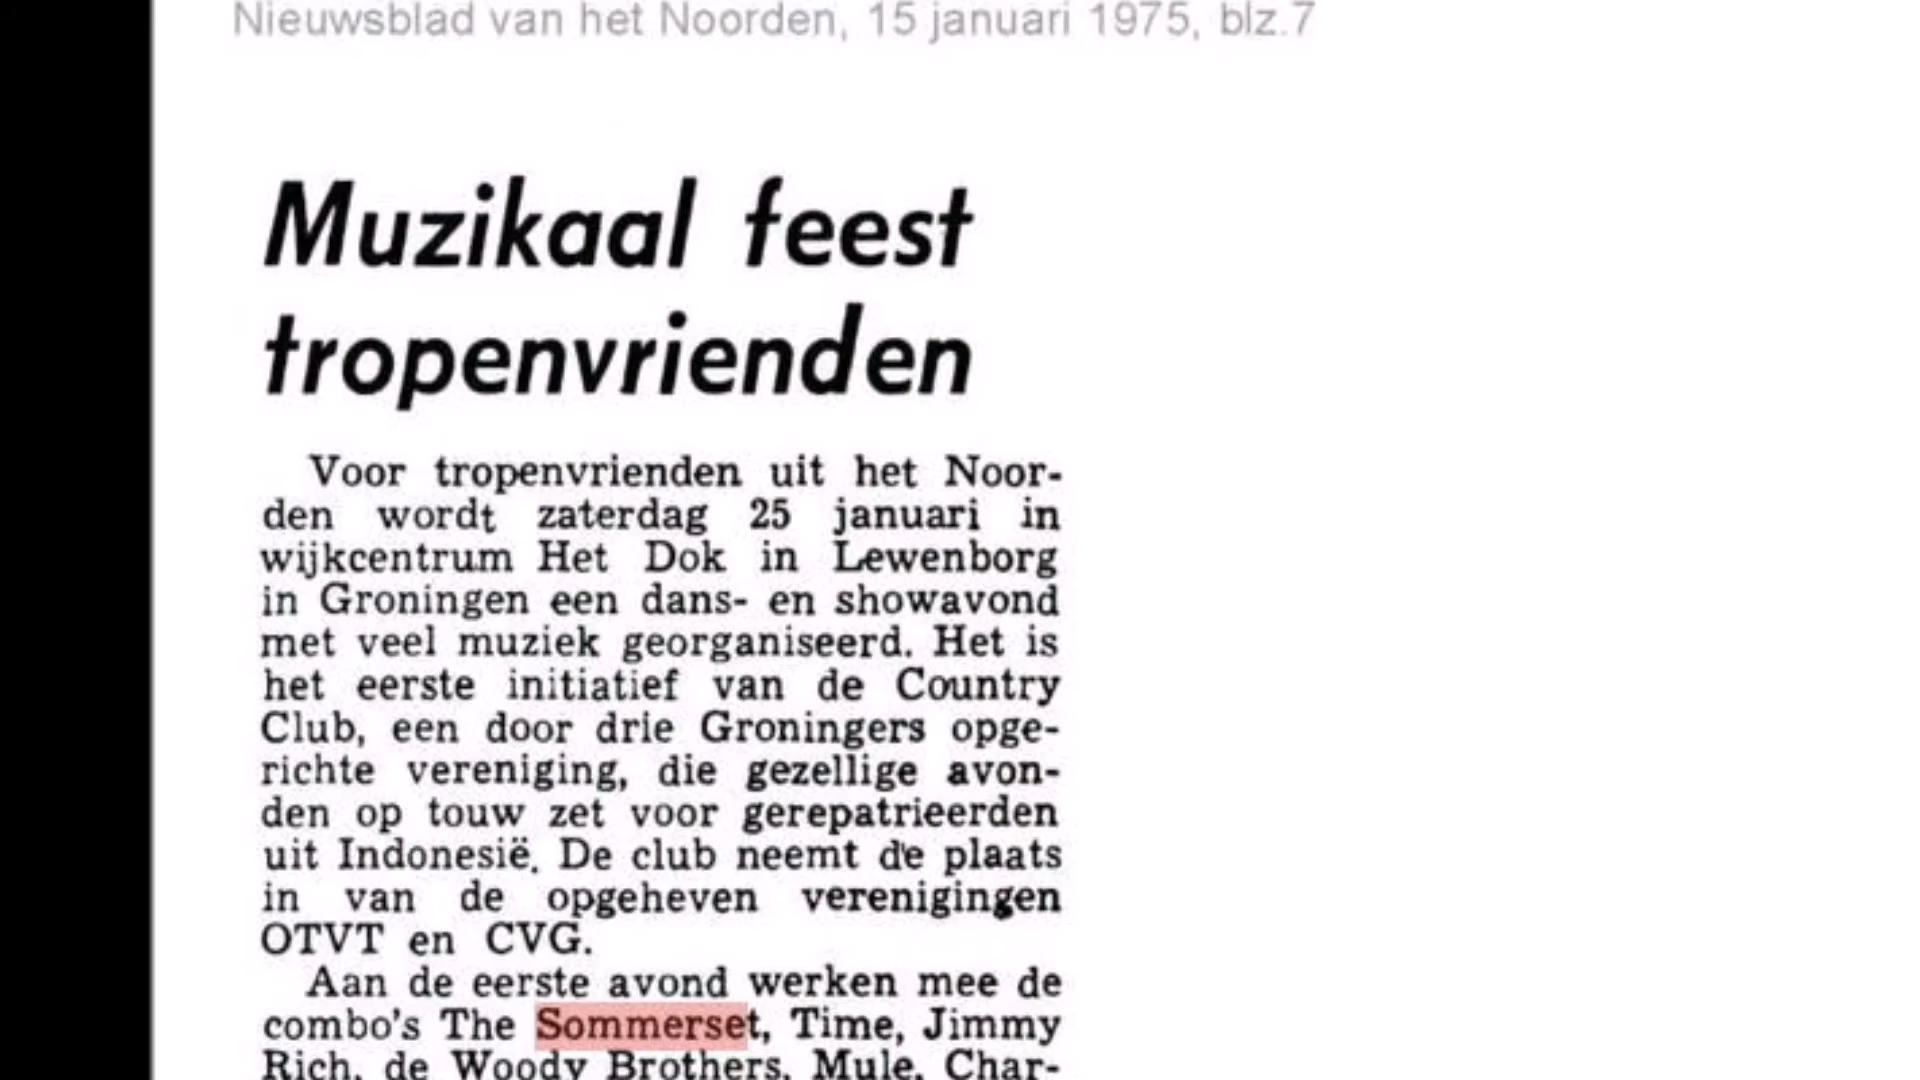 Nieuwsblad van het Noorden, 15 januari 1975, blz.7
Muzikaal feest
tropenvrienden
Voor tropenvrienden uit het Noor-
den wordt zaterdag 25 januari in
wijkcentrum Het Dok in Lewenborg
in Groningen een dans- en showavond
met veel muziek georganiseerd. Het is
het eerste initiatief van de Country
Club, een door drie Groningers opge-
richte vereniging, die gezellige avon-
den op touw zet voor gerepatrieerden
uit Indonesië. De club neemt de plaats
in van de opgeheven verenigingen
OTVT en CVG.
Aan de eerste avond werken mee de
combo's The Sommerset, Time, Jimmy
Rich, de Woody Brothers, Mule, Char-